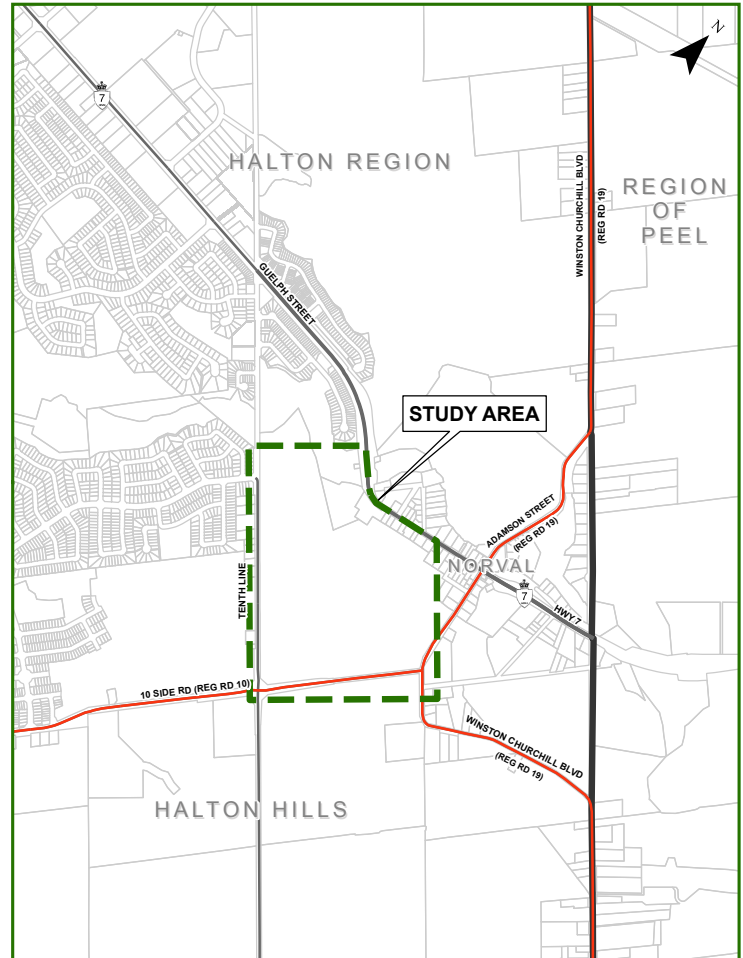 N
7
HALTON REGION
WINSTON CHURCHILL BLVD
(REG RD 19)
REGION
OF
PEEL
GUELPH STREET
STUDY AREA
ADAMSON STREET
(REG RD 19)
NORVAL
TENTH LINE
7
HWY 7
10 SIDE RD (REG RD 10)
WINSTON CHURCHILL BLVD
(REG RD 19)
HALTON HILLS